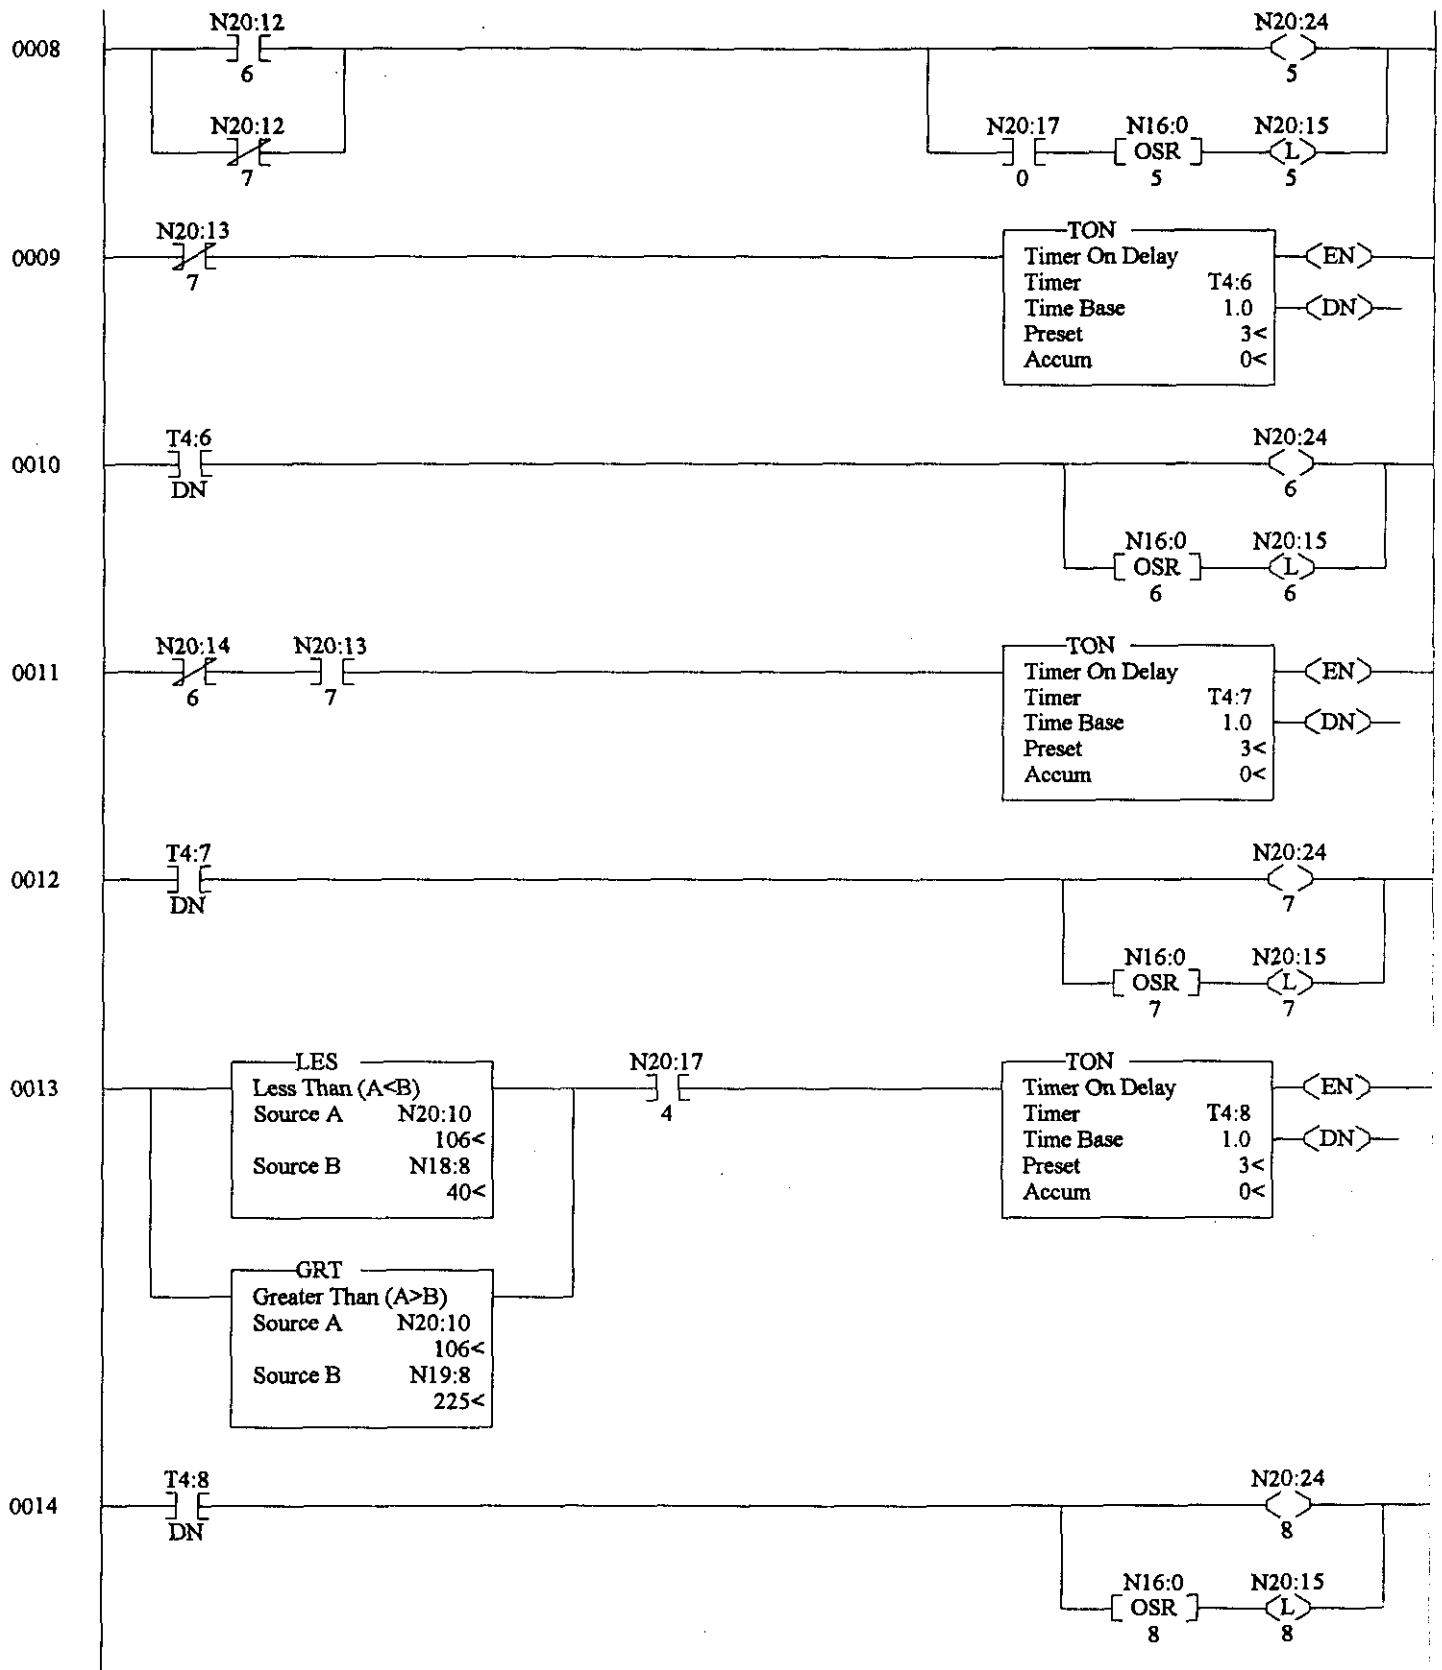 N20:12 N20:24
0008
6 5
N20:12 N20:17 N16:0 N20:15
OSR L
7 0 5 5
N20:13 TON
0009 Timer On Delay EN
7 Timer T4:6
Time Base 1.0 DN
Preset 3<
Accum 0<
T4:6 N20:24
0010
DN 6
N16:0 N20:15
OSR L
6 6
N20:14 N20:13 TON
0011 Timer On Delay EN
6 7 Timer T4:7
Time Base 1.0 DN
Preset 3<
Accum 0<
T4:7 N20:24
0012
DN 7
N16:0 N20:15
OSR L
7 7
LES N20:17 TON
0013 Less Than (A<B) Timer On Delay EN
Source A N20:10 4 Timer T4:8
106< Time Base 1.0 DN
Source B N18:8 Preset 3<
40< Accum 0<
GRT
Greater Than (A>B)
Source A N20:10
106<
Source B N19:8
225<
T4:8 N20:24
0014
DN 8
N16:0 N20:15
OSR L
8 8